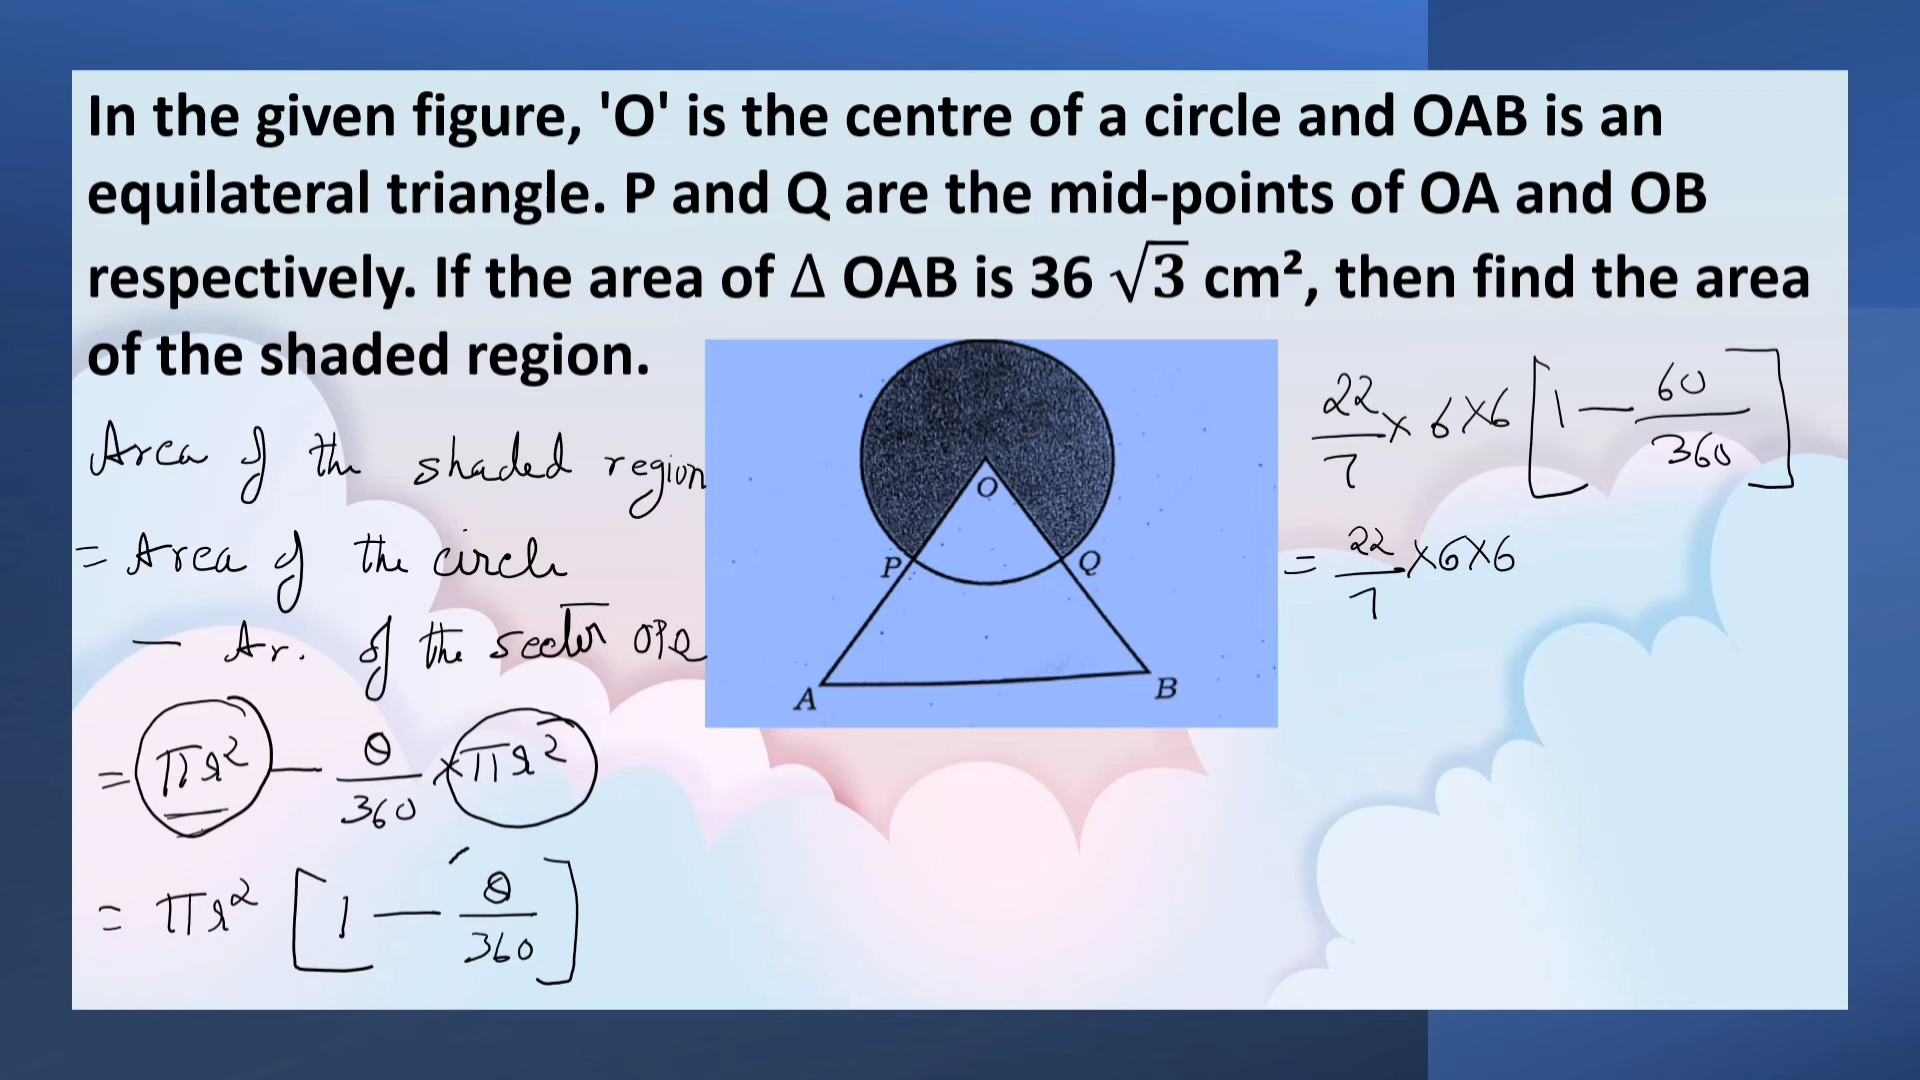 In the given figure, 'O' is the centre of a circle and OAB is an
equilateral triangle. P and Q are the mid-points of OA and OB
respectively. If the area of Δ OAB is 36 √3 cm², then find the area
of the shaded region.
Area of the shaded region
= Area of the circle
— Ar. of the sector OPQ
= πr² — θ/360 × πr²
= πr² [1 — θ/360]
O
P
Q
A
B
22/7 × 6×6 [1 — 60/360]
= 22/7 ×6×6